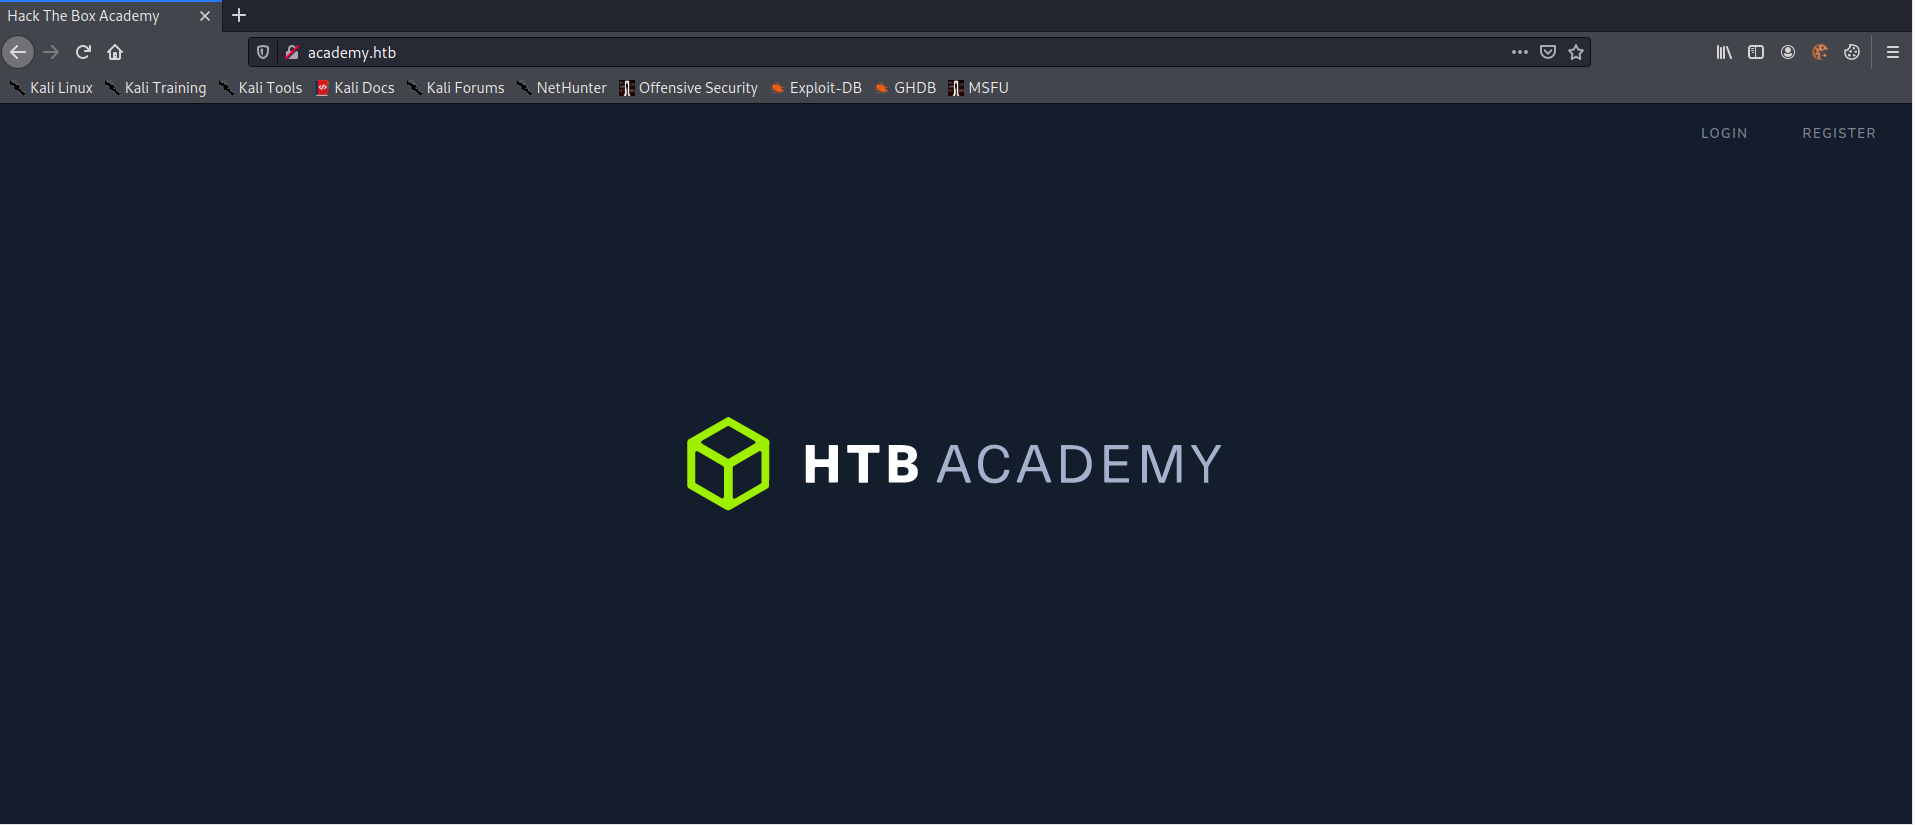 Hack The Box Academy
academy.htb
Kali Linux Kali Training Kali Tools Kali Docs Kali Forums NetHunter Offensive Security Exploit-DB GHDB MSFU
LOGIN REGISTER
HTB ACADEMY